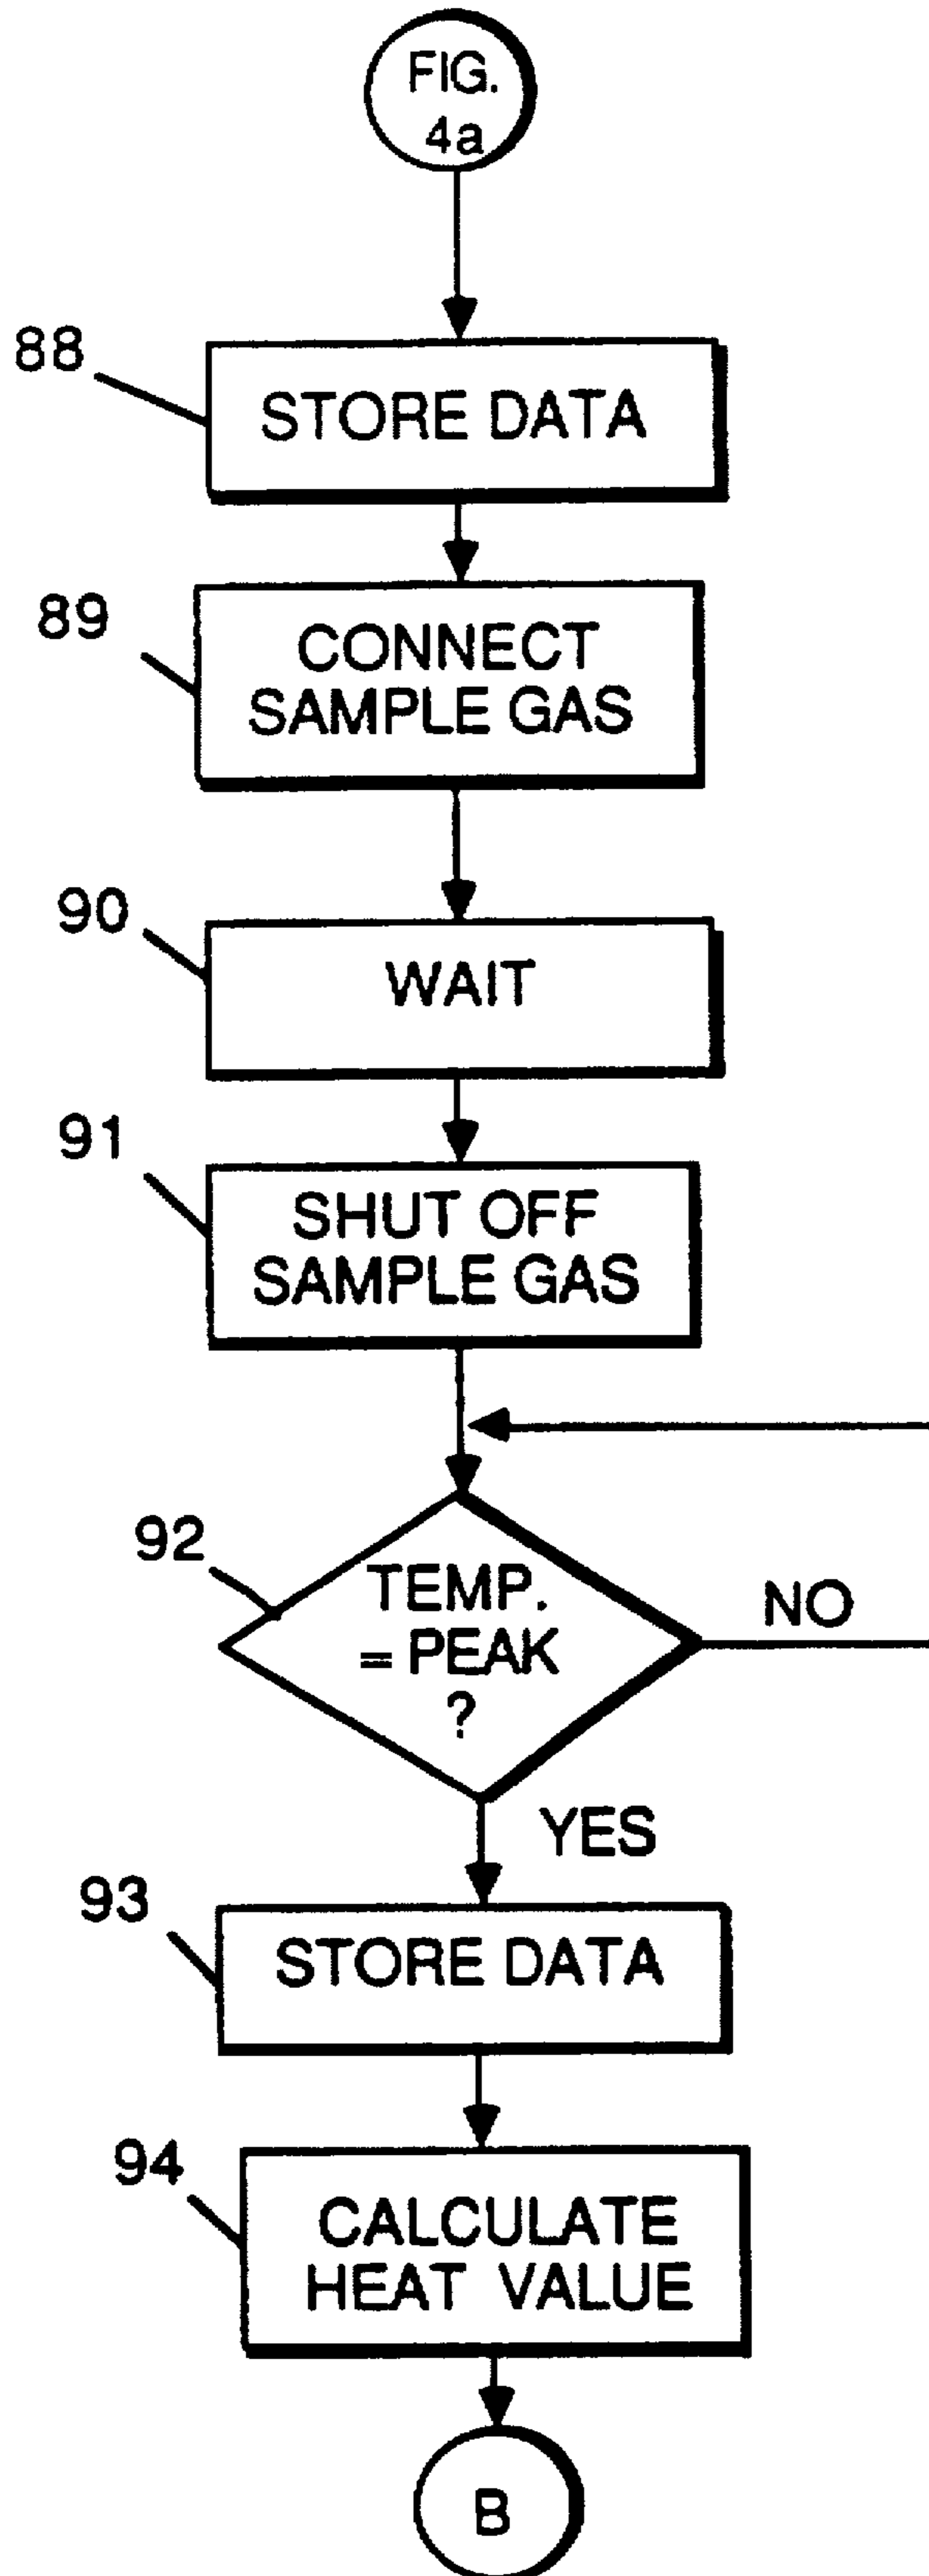 FIG.
4a
88
STORE DATA
89
CONNECT
SAMPLE GAS
90
WAIT
91
SHUT OFF
SAMPLE GAS
92
TEMP.
= PEAK
?
NO
YES
93
STORE DATA
94
CALCULATE
HEAT VALUE
B